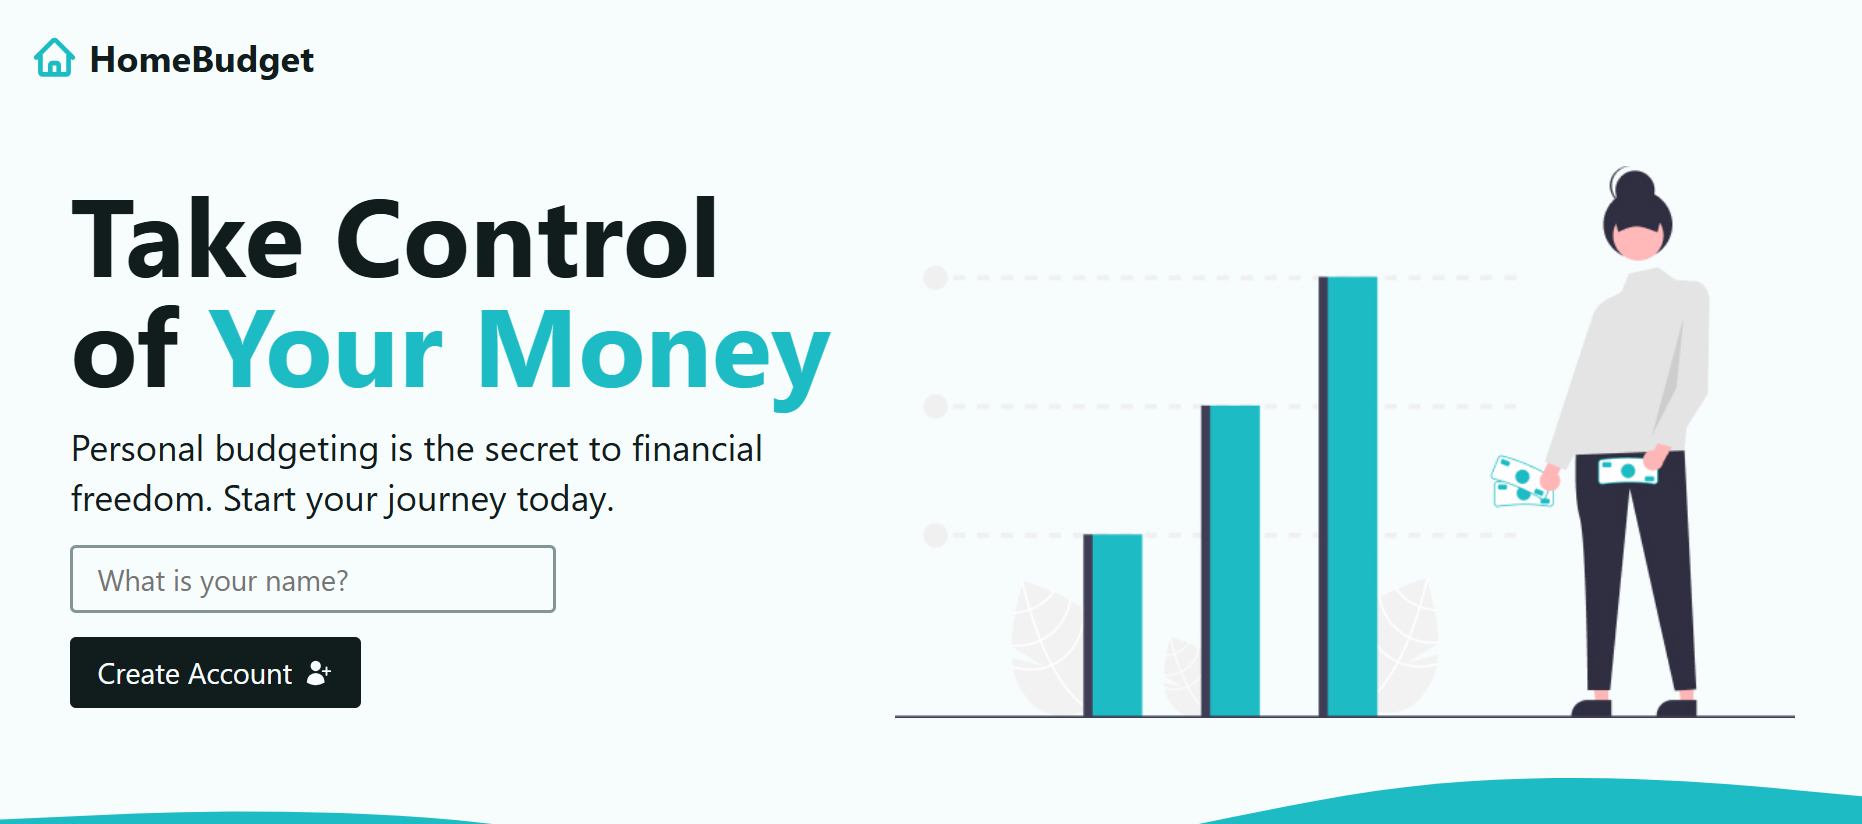 HomeBudget
Take Control
of Your Money
Personal budgeting is the secret to financial
freedom. Start your journey today.
What is your name?
Create Account